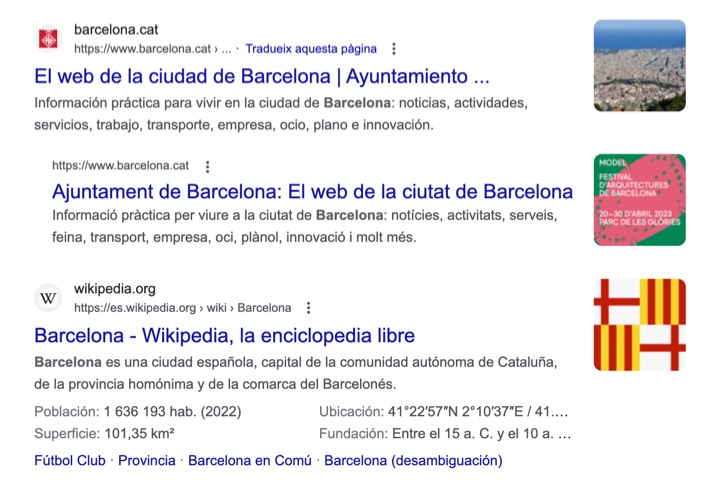 barcelona.cat
https://www.barcelona.cat › ... · Tradueix aquesta pàgina
El web de la ciudad de Barcelona | Ayuntamiento ...
Información práctica para vivir en la ciudad de Barcelona: noticias, actividades,
servicios, trabajo, transporte, empresa, ocio, plano e innovación.
https://www.barcelona.cat
Ajuntament de Barcelona: El web de la ciutat de Barcelona
Informació pràctica per viure a la ciutat de Barcelona: notícies, activitats, serveis,
feina, transport, empresa, oci, plànol, innovació i molt més.
MODEL
FESTIVAL
D'ARQUITECTURES
DE BARCELONA
20–30 D'ABRIL 2023
PARC DE LES GLÒRIES
W
wikipedia.org
https://es.wikipedia.org › wiki › Barcelona
Barcelona - Wikipedia, la enciclopedia libre
Barcelona es una ciudad española, capital de la comunidad autónoma de Cataluña,
de la provincia homónima y de la comarca del Barcelonés.
Población: 1 636 193 hab. (2022)
Ubicación: 41°22′57″N 2°10′37″E / 41....
Superficie: 101,35 km²
Fundación: Entre el 15 a. C. y el 10 a. ...
Fútbol Club · Provincia · Barcelona en Comú · Barcelona (desambiguación)